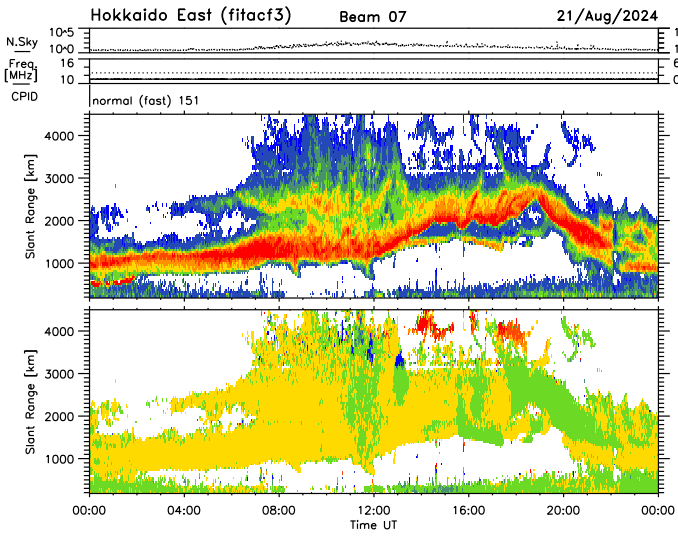 Hokkaido East (fitacf3) Beam 07 21/Aug/2024
N.Sky 10^5 10^0 1 1
Freq. [MHz] 16 10 6 0
CPID normal (fast) 151
Slant Range [km] 4000 3000 2000 1000
Slant Range [km] 4000 3000 2000 1000
00:00 04:00 08:00 12:00 16:00 20:00 00:00
Time UT